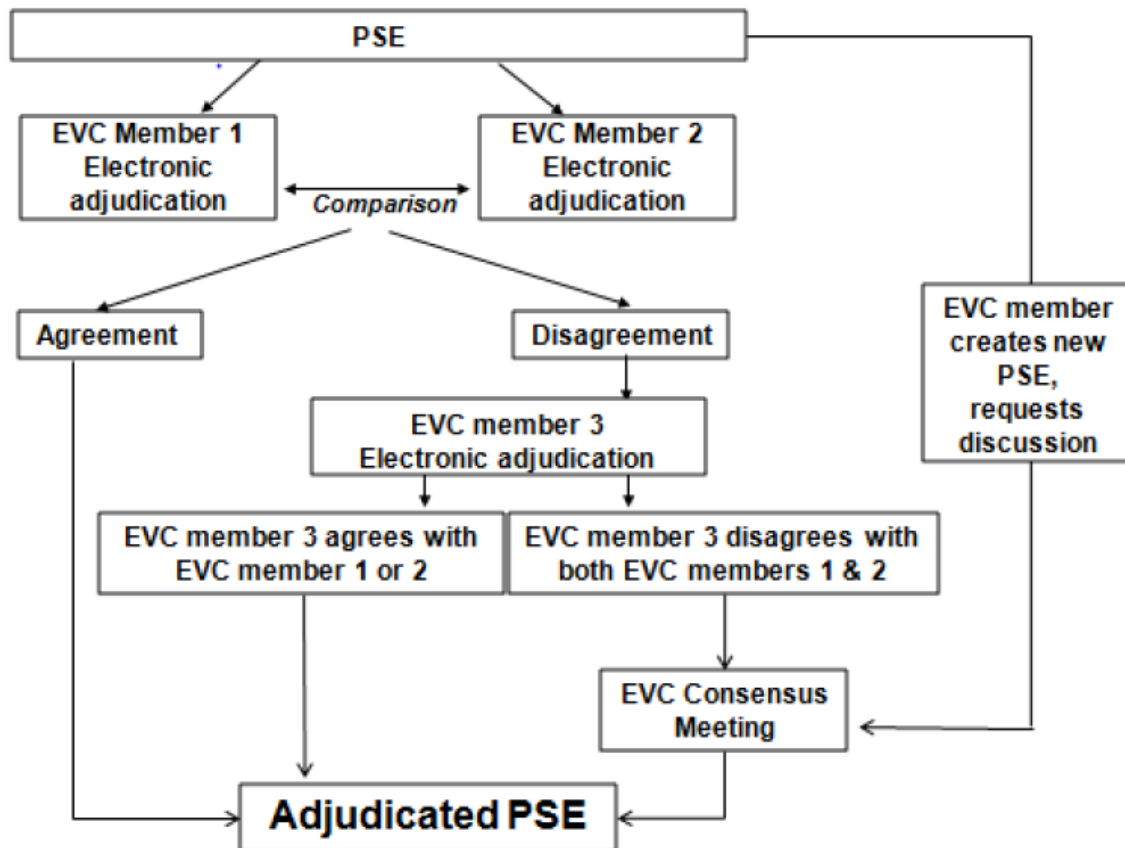 PSE
EVC Member 1
Electronic
adjudication
EVC Member 2
Electronic
adjudication
Comparison
Agreement
Disagreement
EVC member
creates new
PSE,
requests
discussion
EVC member 3
Electronic adjudication
EVC member 3 agrees with
EVC member 1 or 2
EVC member 3 disagrees with
both EVC members 1 & 2
EVC Consensus
Meeting
Adjudicated PSE